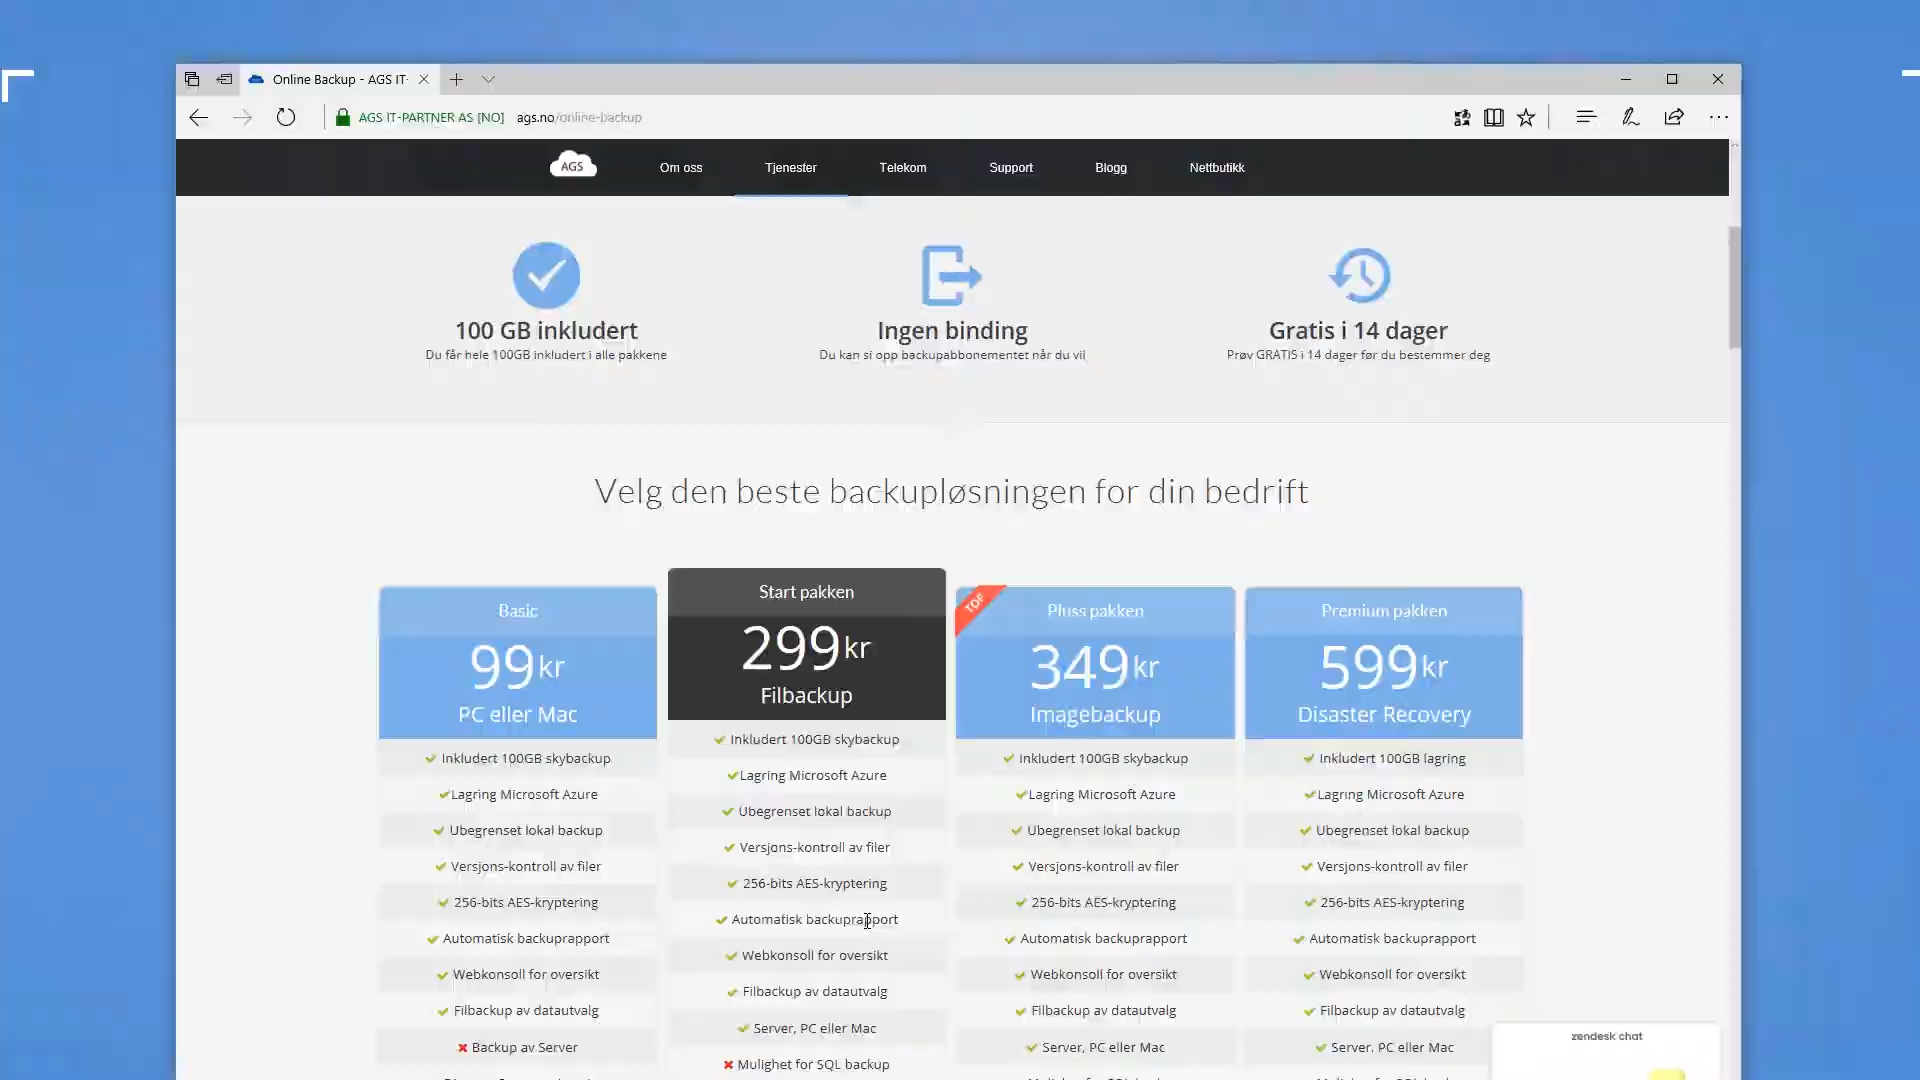 Online Backup - AGS IT-
AGS IT-PARTNER AS [NO] ags.no/online-backup
AGS Om oss Tjenester Telekom Support Blogg Nettbutikk
100 GB inkludert
Du får hele 100GB inkludert i alle pakkene
Ingen binding
Du kan si opp backupabbonementet når du vil
Gratis i 14 dager
Prøv GRATIS i 14 dager før du bestemmer deg
Velg den beste backupløsningen for din bedrift
Basic
99kr
PC eller Mac
Inkludert 100GB skybackup
Lagring Microsoft Azure
Ubegrenset lokal backup
Versjons-kontroll av filer
256-bits AES-kryptering
Automatisk backuprapport
Webkonsoll for oversikt
Filbackup av datautvalg
Backup av Server
Start pakken
299kr
Filbackup
Inkludert 100GB skybackup
Lagring Microsoft Azure
Ubegrenset lokal backup
Versjons-kontroll av filer
256-bits AES-kryptering
Automatisk backuprapport
Webkonsoll for oversikt
Filbackup av datautvalg
Server, PC eller Mac
Mulighet for SQL backup
TOP
Pluss pakken
349kr
Imagebackup
Inkludert 100GB skybackup
Lagring Microsoft Azure
Ubegrenset lokal backup
Versjons-kontroll av filer
256-bits AES-kryptering
Automatisk backuprapport
Webkonsoll for oversikt
Filbackup av datautvalg
Server, PC eller Mac
Premium pakken
599kr
Disaster Recovery
Inkludert 100GB lagring
Lagring Microsoft Azure
Ubegrenset lokal backup
Versjons-kontroll av filer
256-bits AES-kryptering
Automatisk backuprapport
Webkonsoll for oversikt
Filbackup av datautvalg
Server, PC eller Mac
zendesk chat